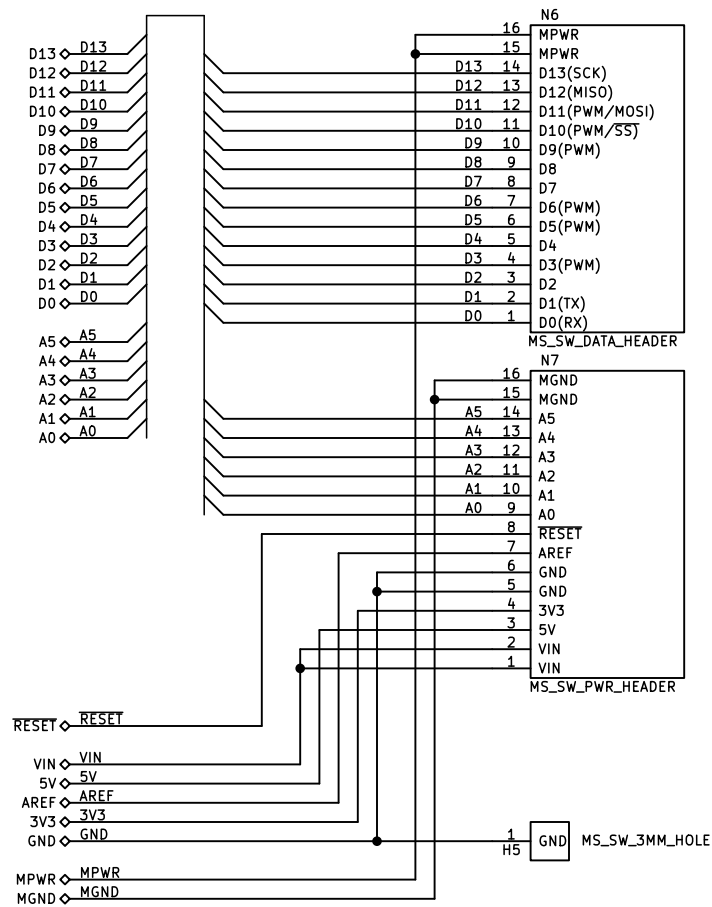 N6
16 MPWR
15 MPWR
D13 D13
D13 14 D13(SCK)
D12 D12
D12 13 D12(MISO)
D11 D11
D11 12 D11(PWM/MOSI)
D10 D10
D10 11 D10(PWM/SS)
D9 D9
D9 10 D9(PWM)
D8 D8
D8 9 D8
D7 D7
D7 8 D7
D6 D6
D6 7 D6(PWM)
D5 D5
D5 6 D5(PWM)
D4 D4
D4 5 D4
D3 D3
D3 4 D3(PWM)
D2 D2
D2 3 D2
D1 D1
D1 2 D1(TX)
D0 D0
D0 1 D0(RX)
MS_SW_DATA_HEADER
A5 A5
A4 A4
A3 A3
A2 A2
A1 A1
A0 A0
N7
16 MGND
15 MGND
A5 14 A5
A4 13 A4
A3 12 A3
A2 11 A2
A1 10 A1
A0 9 A0
8 RESET
7 AREF
6 GND
5 GND
4 3V3
3 5V
2 VIN
1 VIN
MS_SW_PWR_HEADER
RESET RESET
VIN VIN
5V 5V
AREF AREF
3V3 3V3
GND GND
1 GND MS_SW_3MM_HOLE
H5
MPWR MPWR
MGND MGND